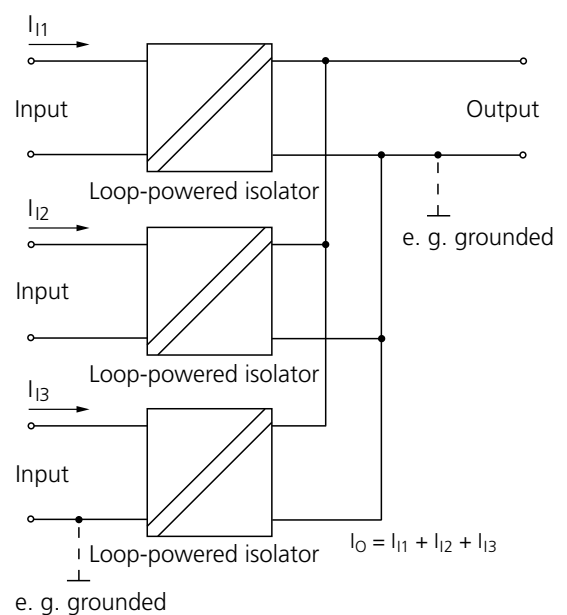 I_I1
Input
Output
Loop-powered isolator
e. g. grounded
I_I2
Input
Loop-powered isolator
I_I3
Input
I_O = I_I1 + I_I2 + I_I3
Loop-powered isolator
e. g. grounded